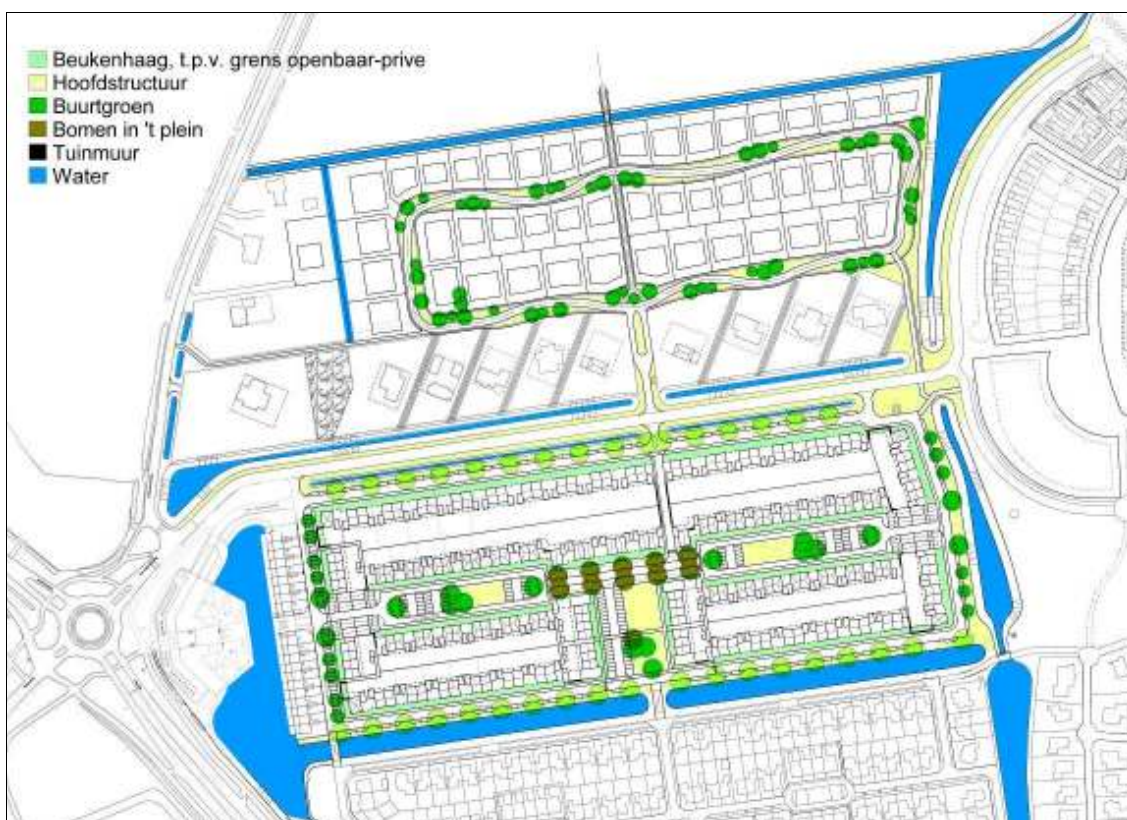 Beukenhaag, t.p.v. grens openbaar-prive
Hoofdstructuur
Buurtgroen
Bomen in 't plein
Tuinmuur
Water